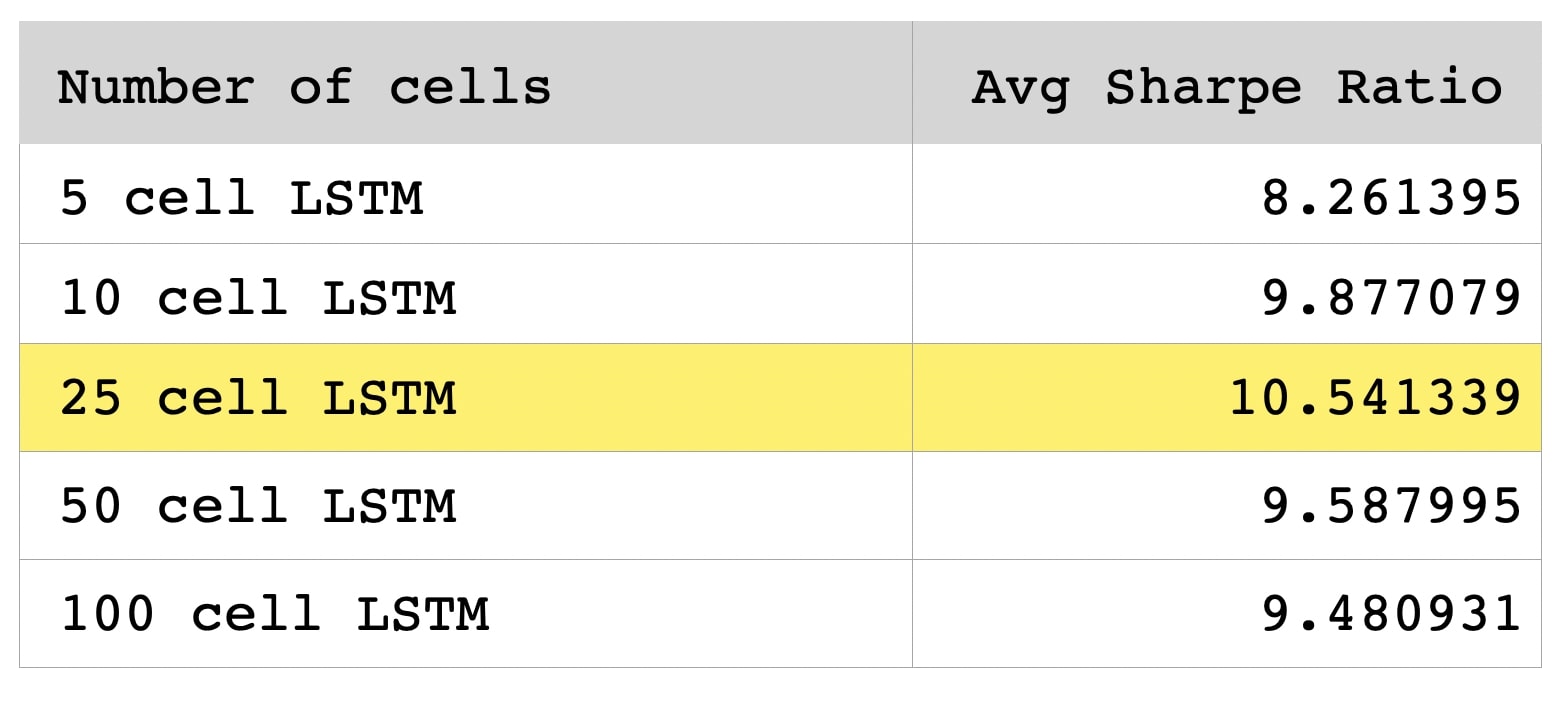 Number of cells Avg Sharpe Ratio
5 cell LSTM 8.261395
10 cell LSTM 9.877079
25 cell LSTM 10.541339
50 cell LSTM 9.587995
100 cell LSTM 9.480931